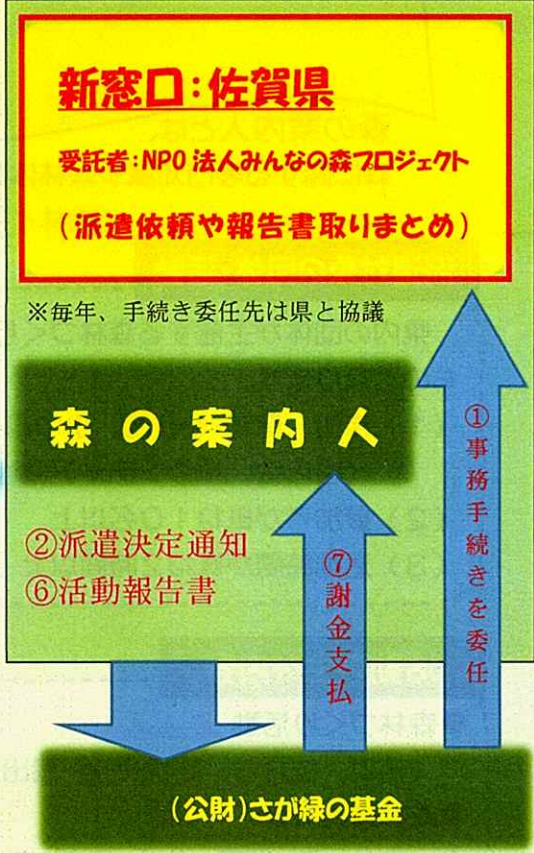 新窓口：佐賀県
受託者：NPO法人みんなの森プロジェクト
（派遣依頼や報告書取りまとめ）
※毎年、手続き委任先は県と協議
森の案内人
①事務手続きを委任
②派遣決定通知
⑥活動報告書
⑦謝金支払
（公財）さが緑の基金